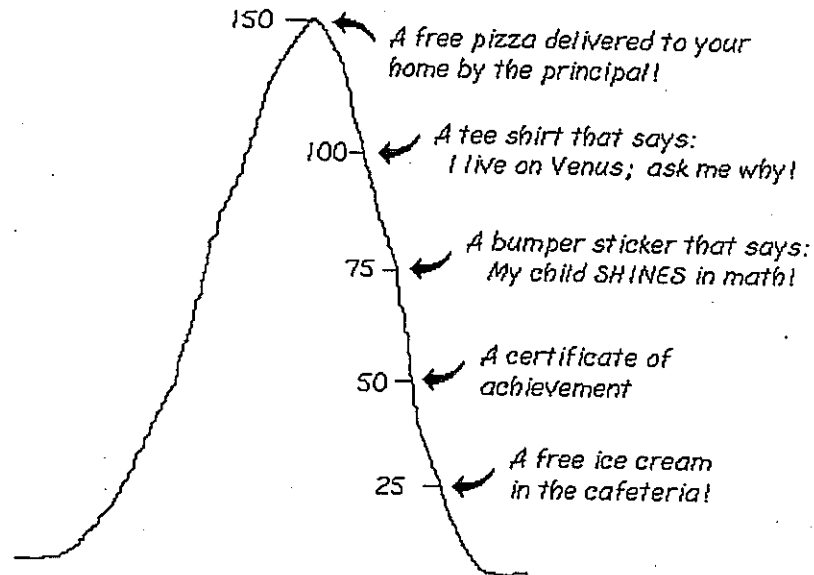 150
A free pizza delivered to your
home by the principal!
100
A tee shirt that says:
I live on Venus; ask me why!
75
A bumper sticker that says:
My child SHINES in math!
50
A certificate of
achievement
25
A free ice cream
in the cafeteria!